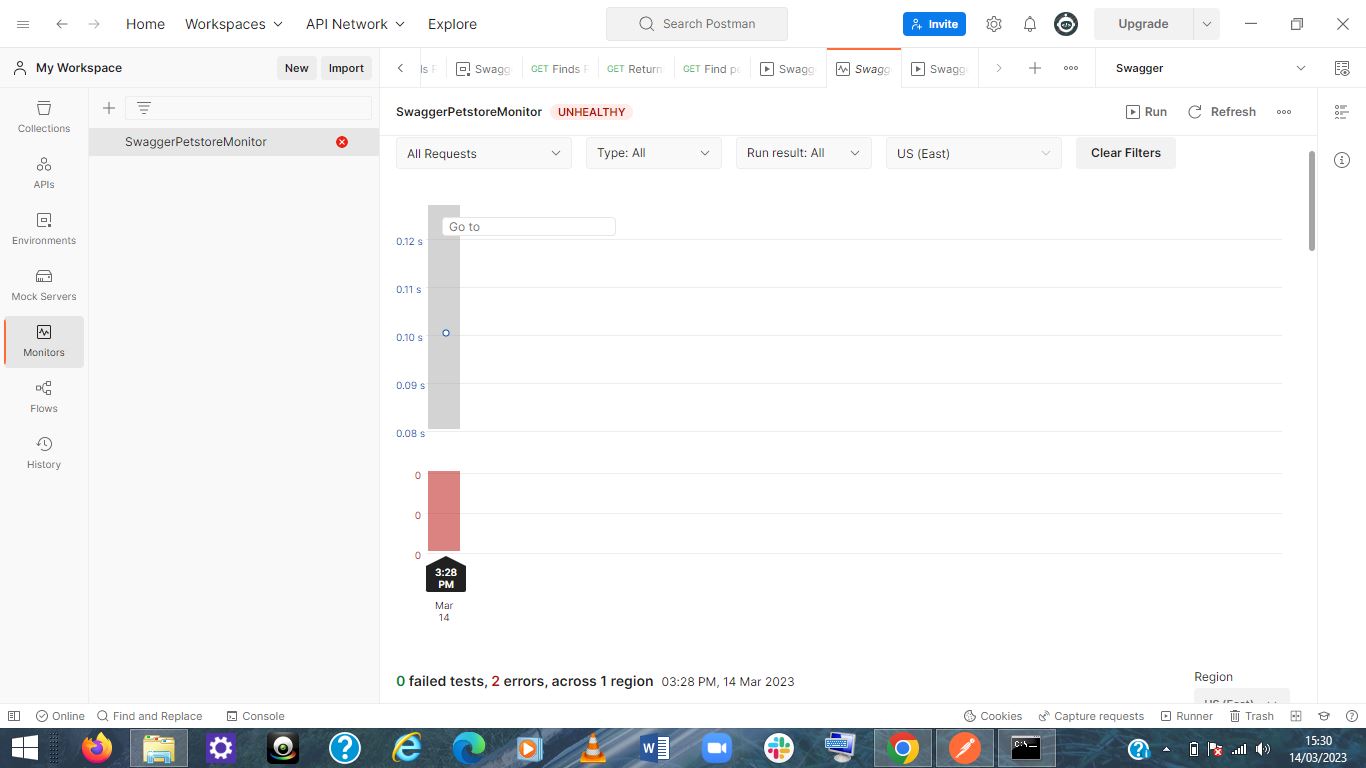 Home
Workspaces
API Network
Explore
Search Postman
Invite
Upgrade
My Workspace
New
Import
Swagg
GET Finds
GET Return
GET Find p
Swagg
Swagg
Swagg
Swagger
Collections
APIs
Environments
Mock Servers
Monitors
Flows
History
SwaggerPetstoreMonitor
SwaggerPetstoreMonitor
UNHEALTHY
Run
Refresh
All Requests
Type: All
Run result: All
US (East)
Clear Filters
Go to
0.12 s
0.11 s
0.10 s
0.09 s
0.08 s
0
0
0
3:28
PM
Mar
14
0 failed tests, 2 errors, across 1 region 03:28 PM, 14 Mar 2023
Region
Online
Find and Replace
Console
Cookies
Capture requests
Runner
Trash
15:30
14/03/2023